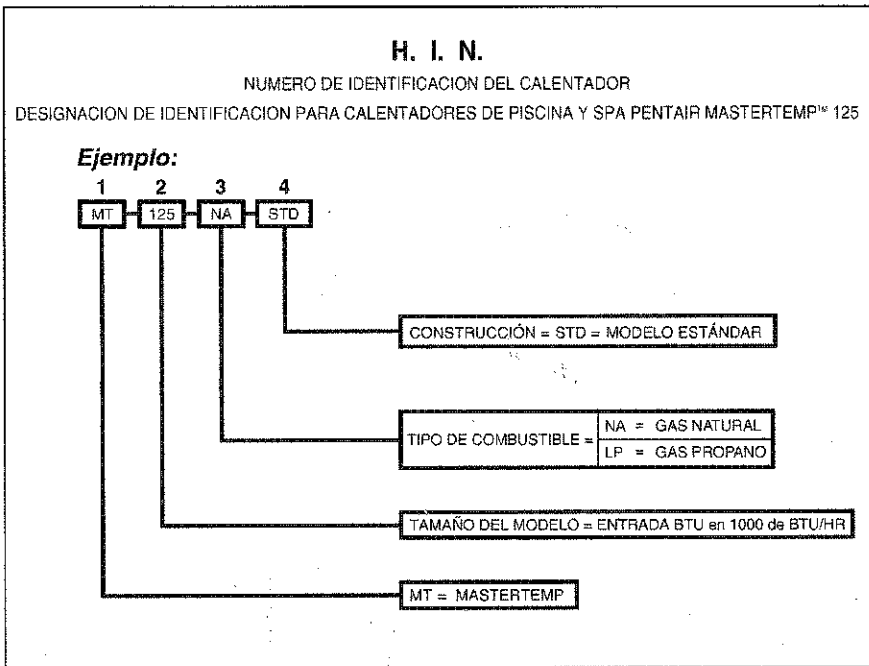 H. I. N.
NUMERO DE IDENTIFICACION DEL CALENTADOR
DESIGNACION DE IDENTIFICACION PARA CALENTADORES DE PISCINA Y SPA PENTAIR MASTERTEMP™ 125
Ejemplo:
1 2 3 4
MT 125 NA STD
CONSTRUCCIÓN = STD = MODELO ESTÁNDAR
TIPO DE COMBUSTIBLE = NA = GAS NATURAL
LP = GAS PROPANO
TAMAÑO DEL MODELO = ENTRADA BTU en 1000 de BTU/HR
MT = MASTERTEMP